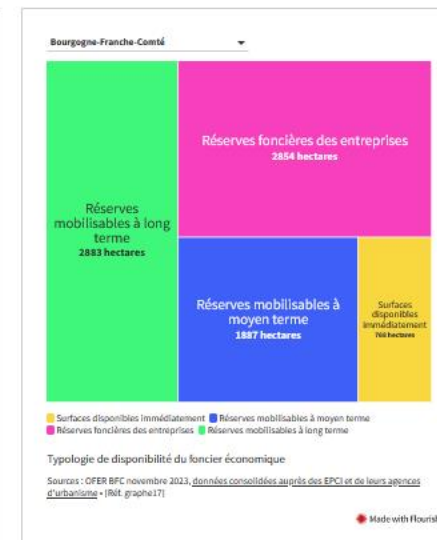 Bourgogne-Franche-Comté
Réserves foncières des entreprises
2854 hectares
Réserves
mobilisables à long
terme
2883 hectares
Réserves mobilisables à
moyen terme
1887 hectares
Surfaces
disponibles
immédiatement
hectares
Surfaces disponibles immédiatement Réserves mobilisables à moyen terme
Réserves foncières des entreprises Réserves mobilisables à long terme
Typologie de disponibilité du foncier économique
Sources : OFER BFC novembre 2023, données consolidées auprès des EPCI et de leurs agences
d'urbanisme • [Réf. graphe17]
Made with Flourish